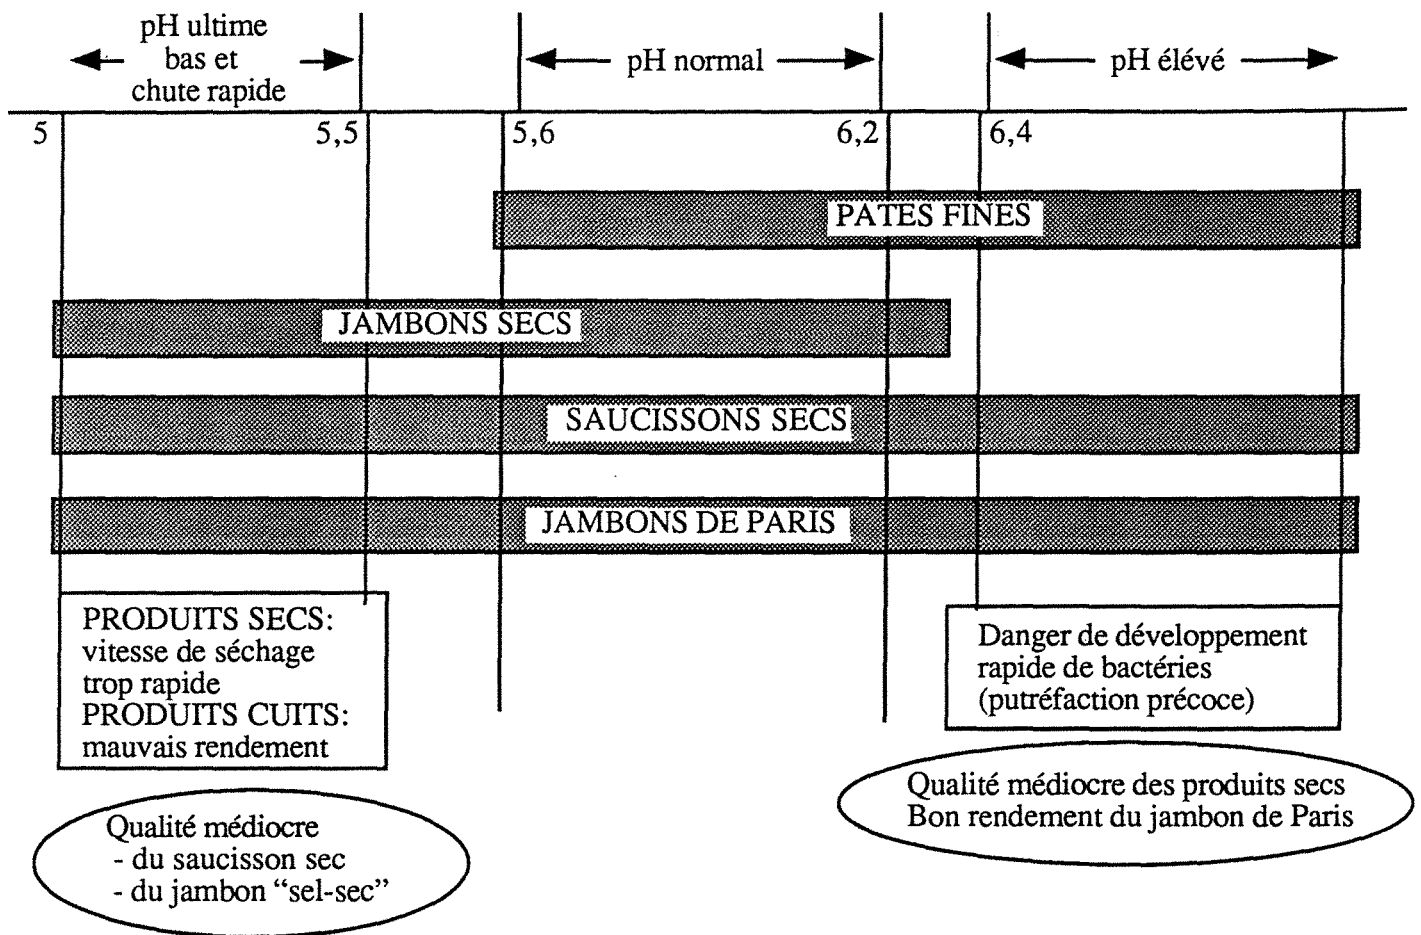 pH ultime
bas et
chute rapide
pH normal
pH élévé
5
5,5
5,6
6,2
6,4
PATES FINES
JAMBONS SECS
SAUCISSONS SECS
JAMBONS DE PARIS
PRODUITS SECS:
vitesse de séchage
trop rapide
PRODUITS CUITS:
mauvais rendement
Danger de développement
rapide de bactéries
(putréfaction précoce)
Qualité médiocre
- du saucisson sec
- du jambon “sel-sec”
Qualité médiocre des produits secs
Bon rendement du jambon de Paris